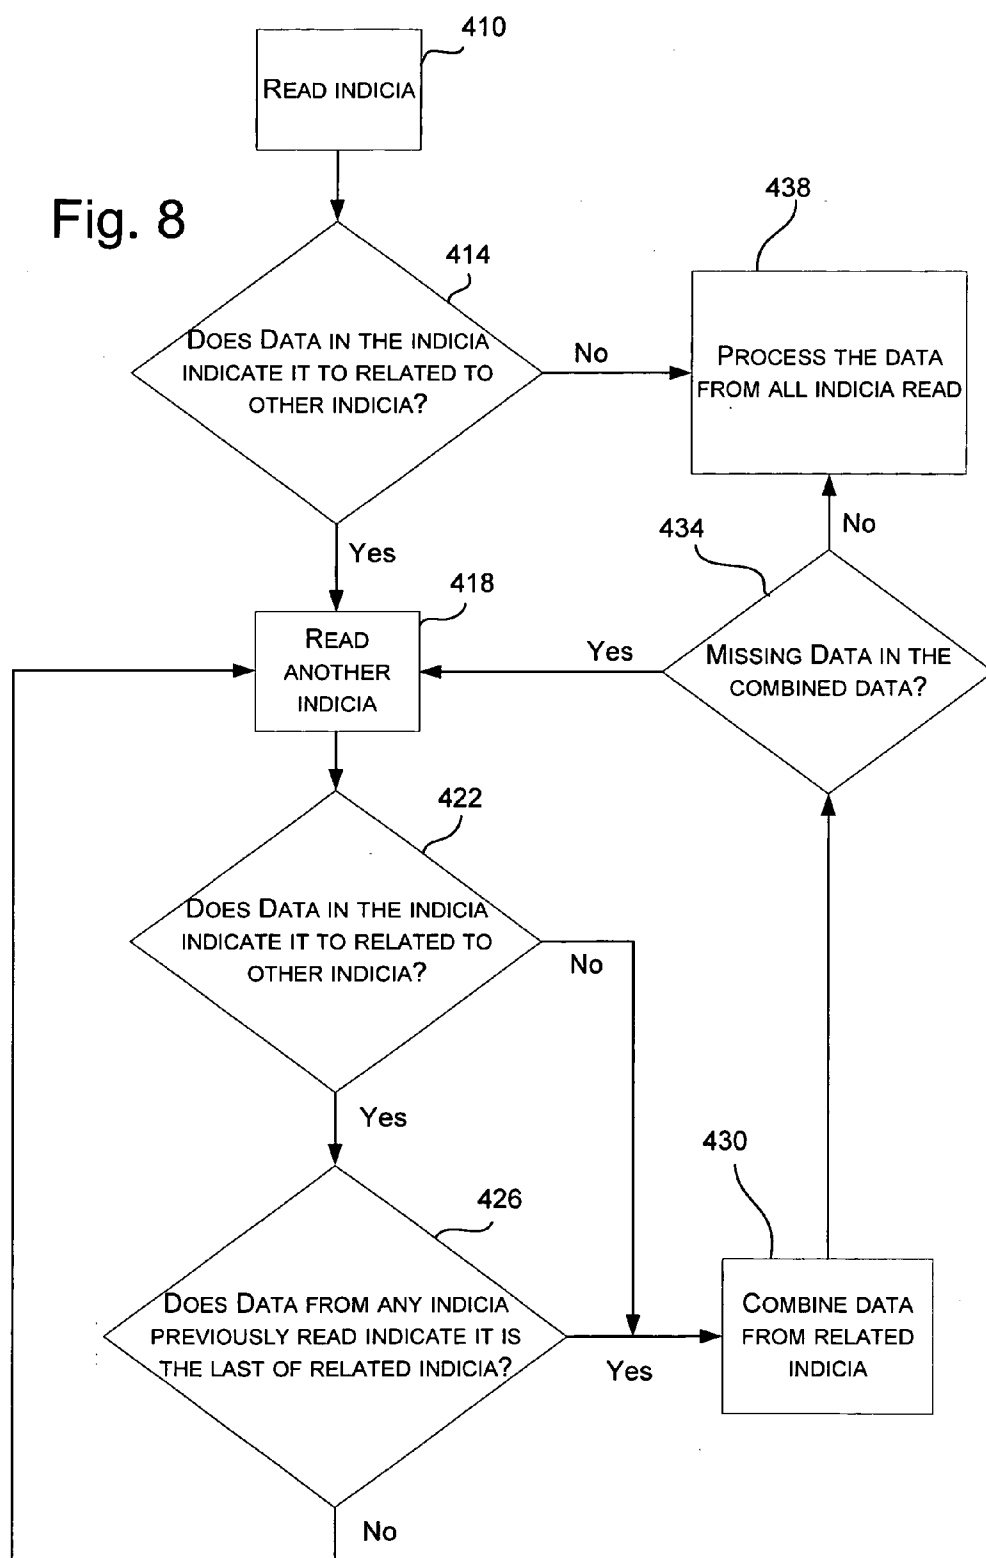 410
READ INDICIA
Fig. 8
438
414
DOES DATA IN THE INDICIA
INDICATE IT TO RELATED TO
OTHER INDICIA?
No
PROCESS THE DATA
FROM ALL INDICIA READ
No
434
Yes
418
READ
ANOTHER
INDICIA
Yes
MISSING DATA IN THE
COMBINED DATA?
422
DOES DATA IN THE INDICIA
INDICATE IT TO RELATED TO
OTHER INDICIA?
No
Yes
430
426
DOES DATA FROM ANY INDICIA
PREVIOUSLY READ INDICATE IT IS
THE LAST OF RELATED INDICIA?
Yes
COMBINE DATA
FROM RELATED
INDICIA
No